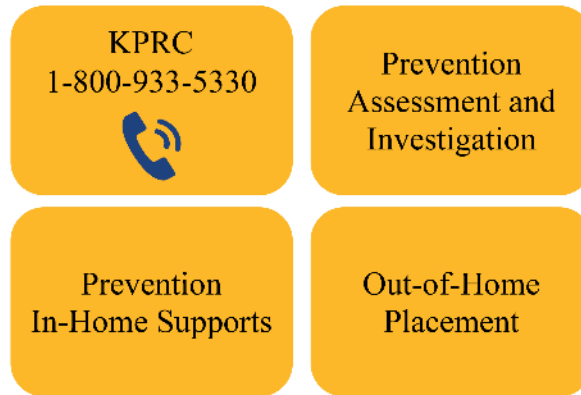 KPRC
1-800-933-5330
Prevention
Assessment and
Investigation
Prevention
In-Home Supports
Out-of-Home
Placement